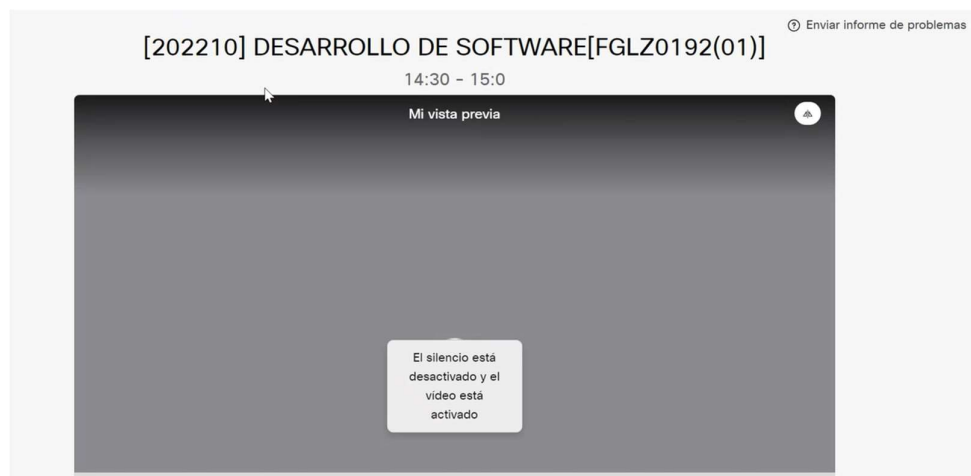 Enviar informe de problemas
[202210] DESARROLLO DE SOFTWARE[FGLZ0192(01)]
14:30 - 15:0
Mi vista previa
El silencio está
desactivado y el
vídeo está
activado